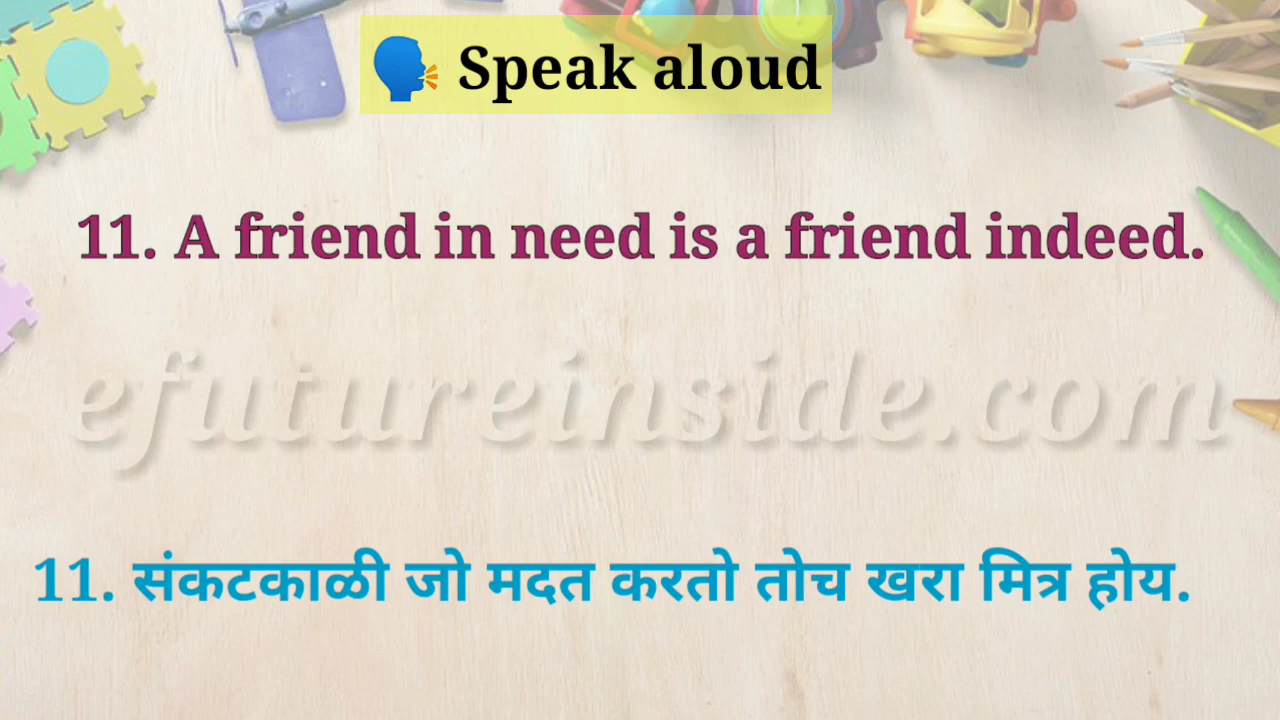 🗣️ Speak aloud
11. A friend in need is a friend indeed.
efutureinside.com
11. संकटकाळी जो मदत करतो तोच खरा मित्र होय.